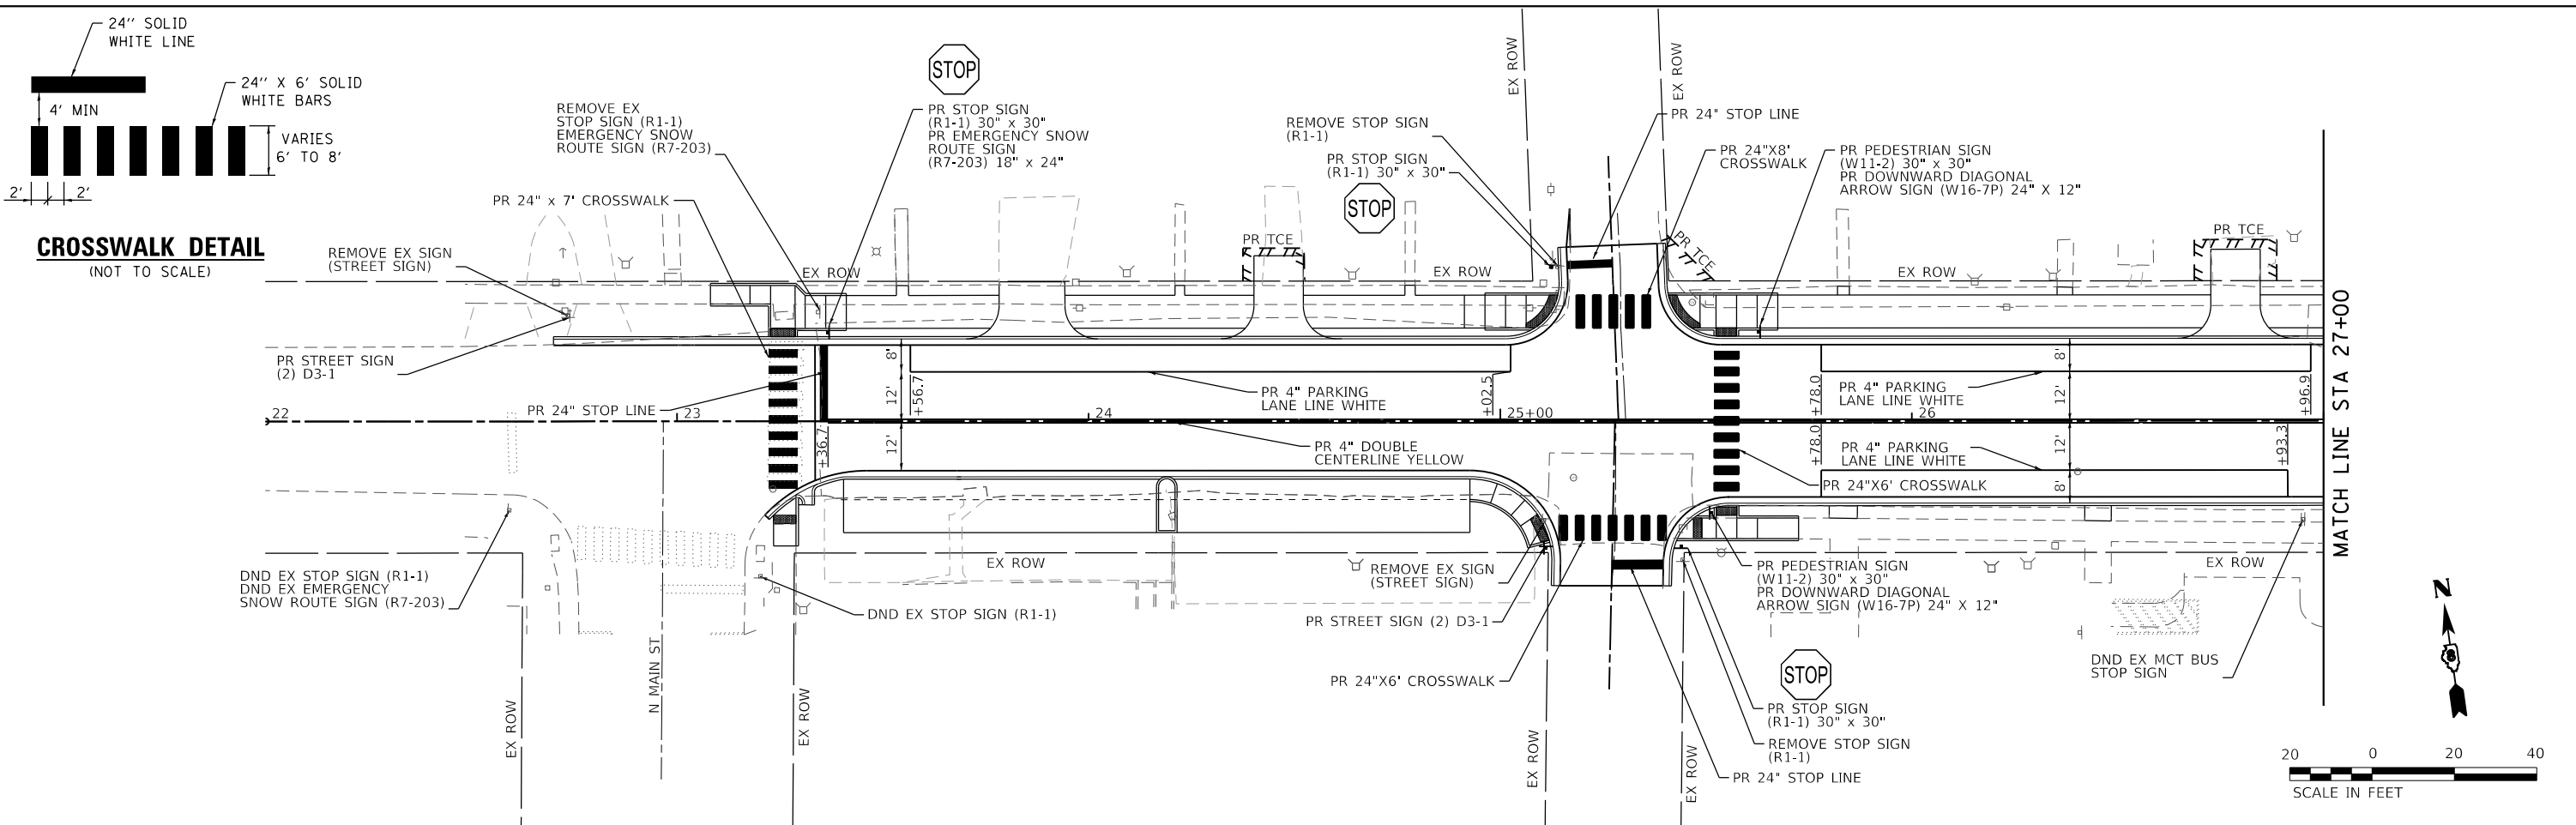 24'' SOLID
WHITE LINE
24'' X 6' SOLID
WHITE BARS
4' MIN
VARIES
6' TO 8'
2'
2'
CROSSWALK DETAIL
(NOT TO SCALE)
REMOVE EX
STOP SIGN (R1-1)
EMERGENCY SNOW
ROUTE SIGN (R7-203)
STOP
PR STOP SIGN
(R1-1) 30" x 30"
PR EMERGENCY SNOW
ROUTE SIGN
(R7-203) 18" x 24"
PR 24" x 7' CROSSWALK
REMOVE EX SIGN
(STREET SIGN)
PR STREET SIGN
(2) D3-1
PR 24" STOP LINE
REMOVE STOP SIGN
(R1-1)
PR STOP SIGN
(R1-1) 30" x 30"
STOP
EX ROW
EX ROW
PR 24" STOP LINE
PR 24"X8'
CROSSWALK
PR PEDESTRIAN SIGN
(W11-2) 30" x 30"
PR DOWNWARD DIAGONAL
ARROW SIGN (W16-7P) 24" X 12"
PR TCE
PR TCE
PR TCE
EX ROW
EX ROW
EX ROW
8'
12'
12'
+56.7
+36.7
PR 4" PARKING
LANE LINE WHITE
+02.5
+78.0
+78.0
PR 4" PARKING
LANE LINE WHITE
8'
12'
12'
8'
+96.9
+93.3
22
23
24
25+00
26
PR 4" DOUBLE
CENTERLINE YELLOW
PR 4" PARKING
LANE LINE WHITE
PR 24"X6' CROSSWALK
MATCH LINE STA 27+00
DND EX STOP SIGN (R1-1)
DND EX EMERGENCY
SNOW ROUTE SIGN (R7-203)
DND EX STOP SIGN (R1-1)
EX ROW
REMOVE EX SIGN
(STREET SIGN)
PR STREET SIGN (2) D3-1
PR 24"X6' CROSSWALK
PR PEDESTRIAN SIGN
(W11-2) 30" x 30"
PR DOWNWARD DIAGONAL
ARROW SIGN (W16-7P) 24" X 12"
EX ROW
STOP
PR STOP SIGN
(R1-1) 30" x 30"
REMOVE STOP SIGN
(R1-1)
PR 24" STOP LINE
DND EX MCT BUS
STOP SIGN
EX ROW
N MAIN ST
EX ROW
EX ROW
EX ROW
N
20 0 20 40
SCALE IN FEET